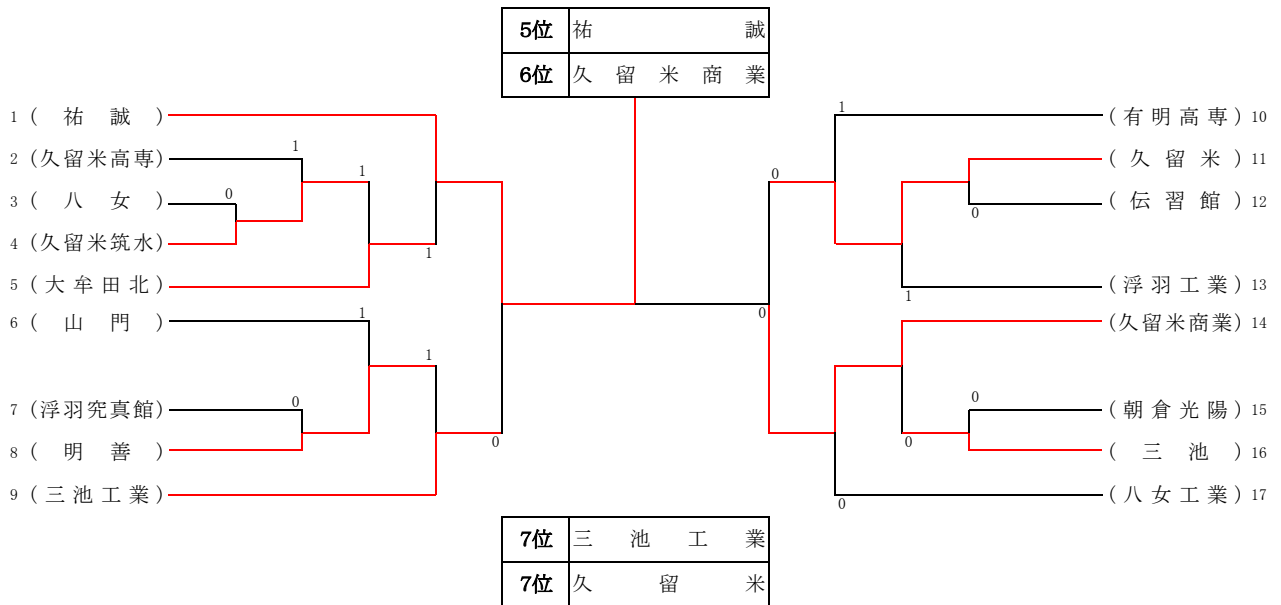 5位 祐誠
6位 久留米商業
1 (祐誠)
2 (久留米高専)
3 (八女)
4 (久留米筑水)
5 (大牟田北)
6 (山門)
7 (浮羽究真館)
8 (明善)
9 (三池工業)
1
0
1
1
1
0
1
0
1
0
0
0
1
0
0
0
(有明高専) 10
(久留米) 11
(伝習館) 12
(浮羽工業) 13
(久留米商業) 14
(朝倉光陽) 15
(三池) 16
(八女工業) 17
7位 三池工業
7位 久留米